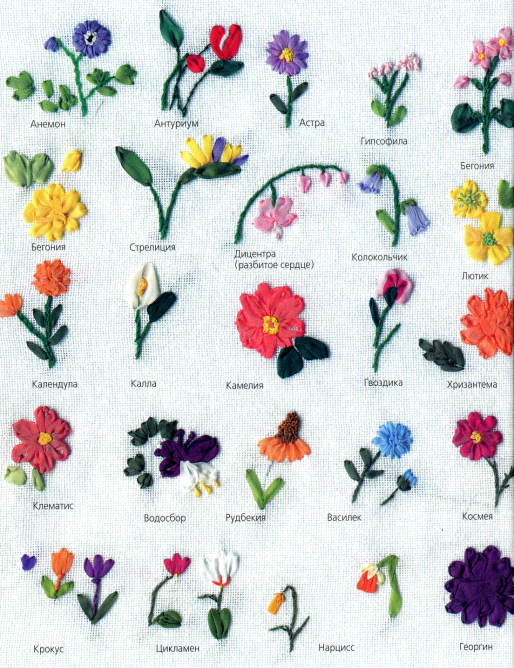 Анемон
Антуриум
Астра
Гипсофила
Бегония
Бегония
Стрелиция
Дицентра
(разбитое сердце)
Колокольчик
Лютик
Календула
Калла
Камелия
Гвоздика
Хризантема
Клематис
Водосбор
Рудбекия
Василек
Космея
Крокус
Цикламен
Нарцисс
Георгин